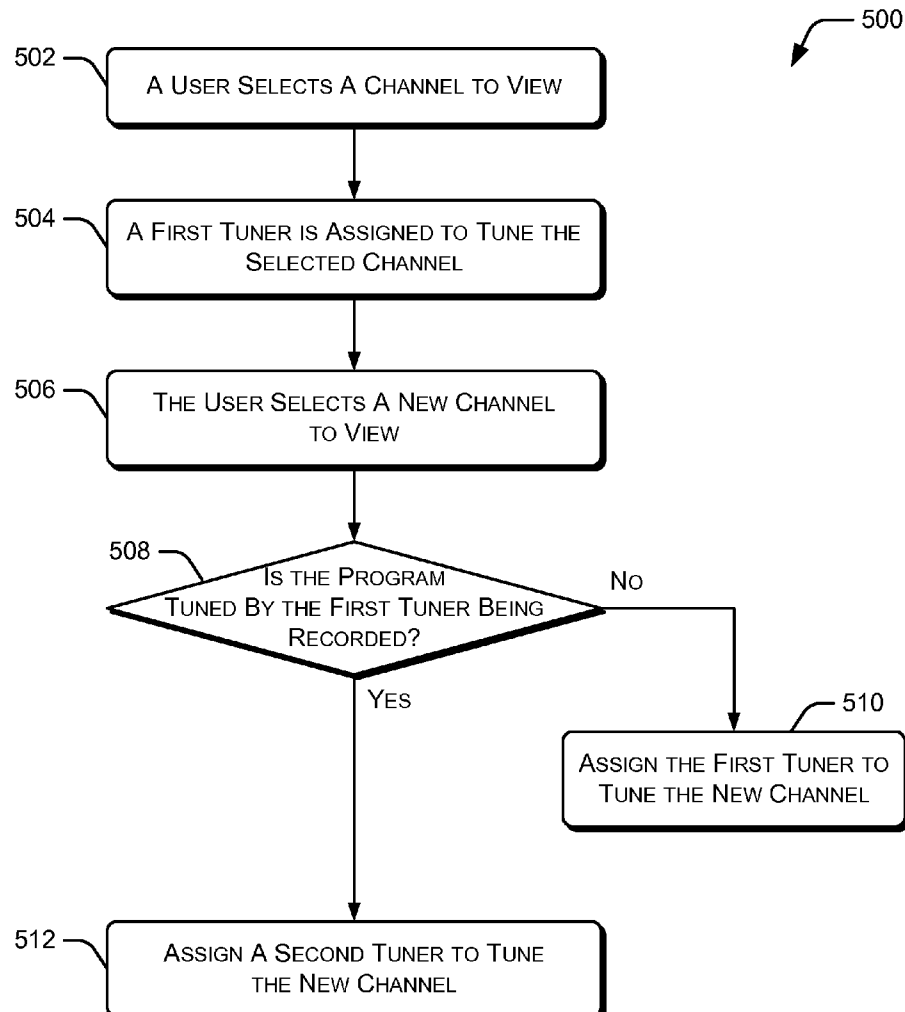 500
502
A USER SELECTS A CHANNEL TO VIEW
504
A FIRST TUNER IS ASSIGNED TO TUNE THE
SELECTED CHANNEL
506
THE USER SELECTS A NEW CHANNEL
TO VIEW
508
IS THE PROGRAM
TUNED BY THE FIRST TUNER BEING
RECORDED?
NO
YES
510
ASSIGN THE FIRST TUNER TO
TUNE THE NEW CHANNEL
512
ASSIGN A SECOND TUNER TO TUNE
THE NEW CHANNEL